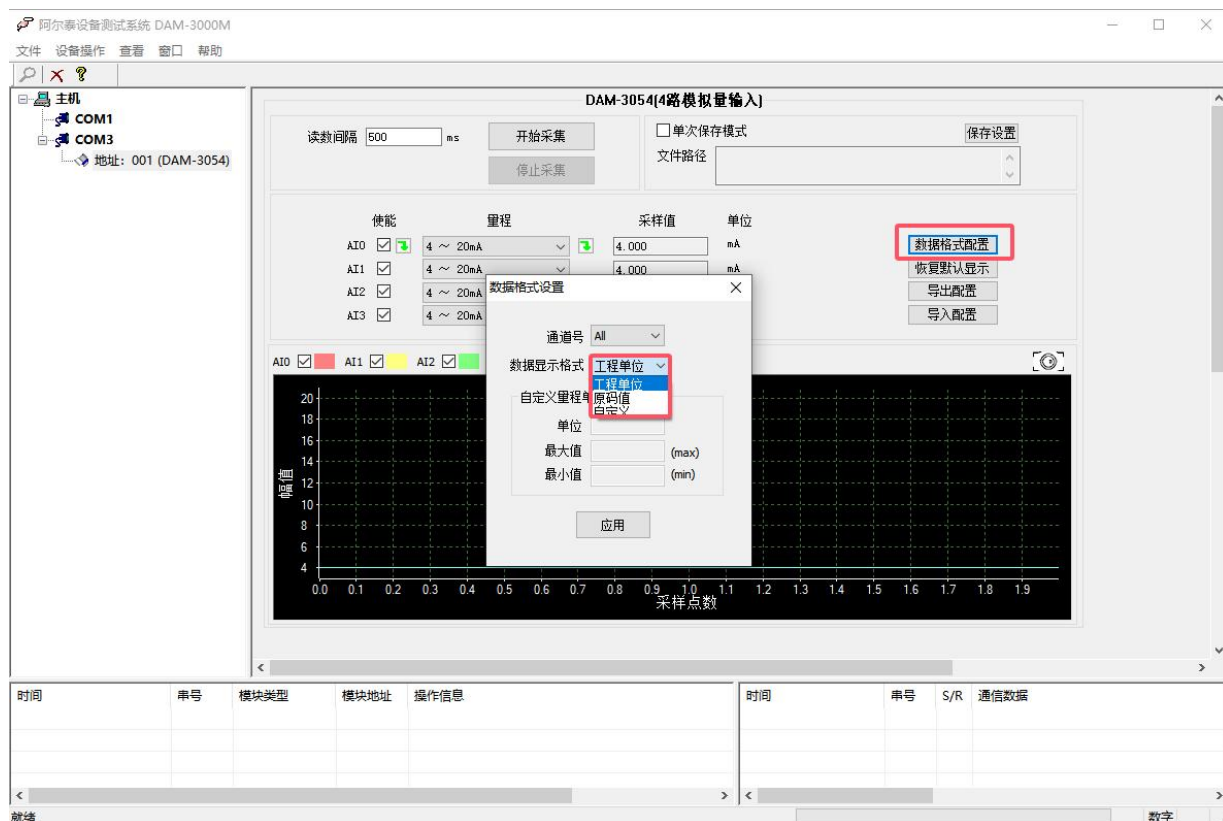 阿尔泰设备测试系统 DAM-3000M
文件 设备操作 查看 窗口 帮助
主机
COM1
COM3
地址：001 (DAM-3054)
DAM-3054(4路模拟量输入)
读数间隔 500 ms 开始采集
停止采集
单次保存模式 保存设置
文件路径
使能 量程 采样值 单位
AI0 4 ～ 20mA 4.000 mA 数据格式配置
AI1 4 ～ 20mA 4.000 mA 恢复默认显示
AI2 4 ～ 20mA 导出配置
AI3 4 ～ 20mA 导入配置
数据格式设置
通道号 All
数据显示格式 工程单位
工程单位
原码值
自定义
自定义量程单
单位
最大值 (max)
最小值 (min)
应用
AI0 AI1 AI2
幅值
20
18
16
14
12
10
8
6
4
0.0 0.1 0.2 0.3 0.4 0.5 0.6 0.7 0.8 0.9 1.0 1.1 1.2 1.3 1.4 1.5 1.6 1.7 1.8 1.9
采样点数
时间 串号 模块类型 模块地址 操作信息
时间 串号 S/R 通信数据
就绪 数字